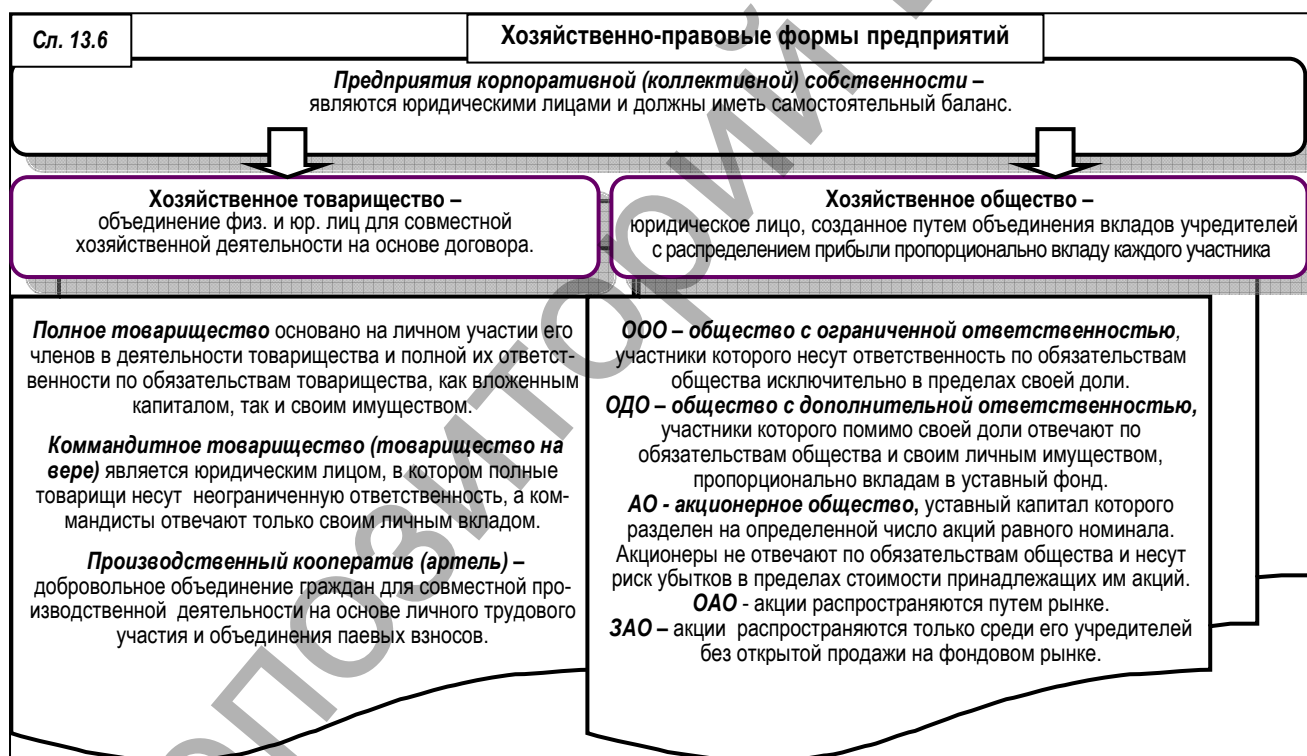 Сл. 13.6
Хозяйственно-правовые формы предприятий
Предприятия корпоративной (коллективной) собственности –
являются юридическими лицами и должны иметь самостоятельный баланс.
Хозяйственное товарищество –
объединение физ. и юр. лиц для совместной
хозяйственной деятельности на основе договора.
Хозяйственное общество –
юридическое лицо, созданное путем объединения вкладов учредителей
с распределением прибыли пропорционально вкладу каждого участника
Полное товарищество основано на личном участии его
членов в деятельности товарищества и полной их ответст-
венности по обязательствам товарищества, как вложенным
капиталом, так и своим имуществом.
Коммандитное товарищество (товарищество на
вере) является юридическим лицом, в котором полные
товарищи несут неограниченную ответственность, а ком-
мандисты отвечают только своим личным вкладом.
Производственный кооператив (артель) –
добровольное объединение граждан для совместной про-
изводственной деятельности на основе личного трудового
участия и объединения паевых взносов.
ООО – общество с ограниченной ответственностью,
участники которого несут ответственность по обязательствам
общества исключительно в пределах своей доли.
ОДО – общество с дополнительной ответственностью,
участники которого помимо своей доли отвечают по
обязательствам общества и своим личным имуществом,
пропорционально вкладам в уставный фонд.
АО - акционерное общество, уставный капитал которого
разделен на определенной число акций равного номинала.
Акционеры не отвечают по обязательствам общества и несут
риск убытков в пределах стоимости принадлежащих им акций.
ОАО - акции распространяются путем рынке.
ЗАО – акции распространяются только среди его учредителей
без открытой продажи на фондовом рынке.